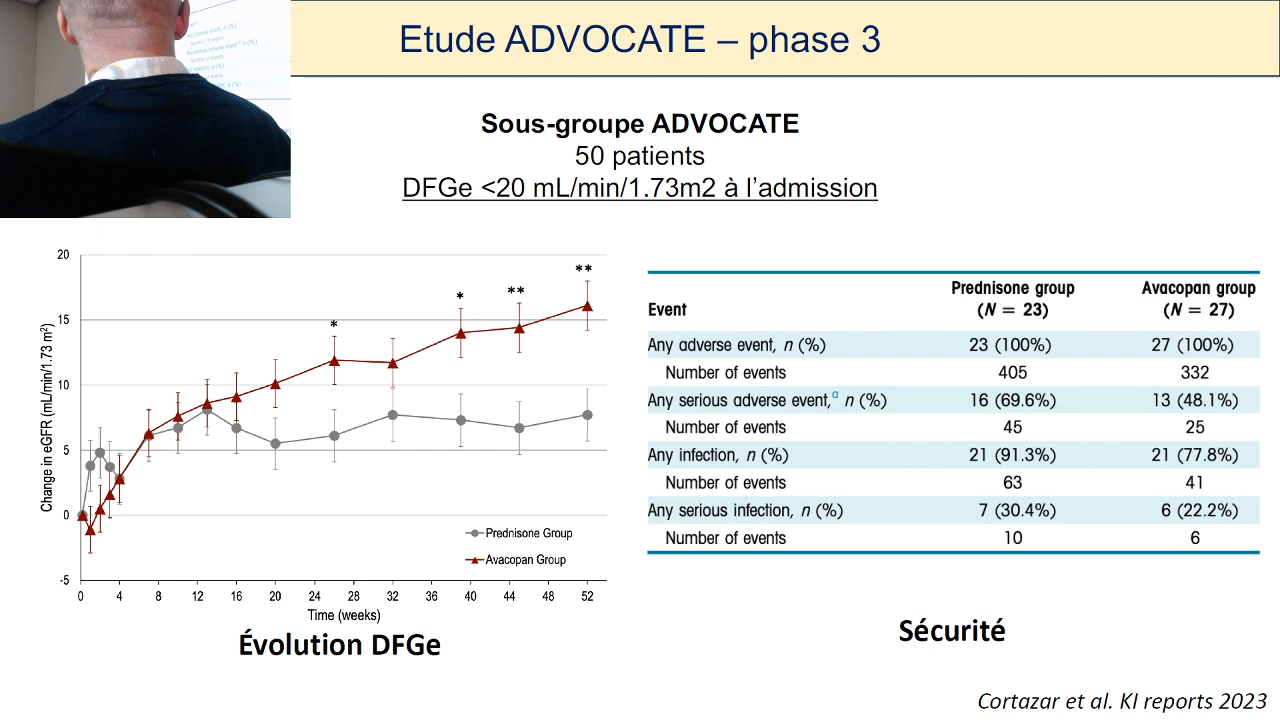 Etude ADVOCATE – phase 3
Sous-groupe ADVOCATE
50 patients
DFGe <20 mL/min/1.73m2 à l’admission
20
15
10
5
0
-5
Change in eGFR (mL/min/1.73 m²)
*
*
**
**
Prednisone Group
Avacopan Group
0 4 8 12 16 20 24 28 32 36 40 44 48 52
Time (weeks)
Évolution DFGe
Event Prednisone group (N = 23) Avacopan group (N = 27)
Any adverse event, n (%) 23 (100%) 27 (100%)
Number of events 405 332
Any serious adverse event,a n (%) 16 (69.6%) 13 (48.1%)
Number of events 45 25
Any infection, n (%) 21 (91.3%) 21 (77.8%)
Number of events 63 41
Any serious infection, n (%) 7 (30.4%) 6 (22.2%)
Number of events 10 6
Sécurité
Cortazar et al. KI reports 2023